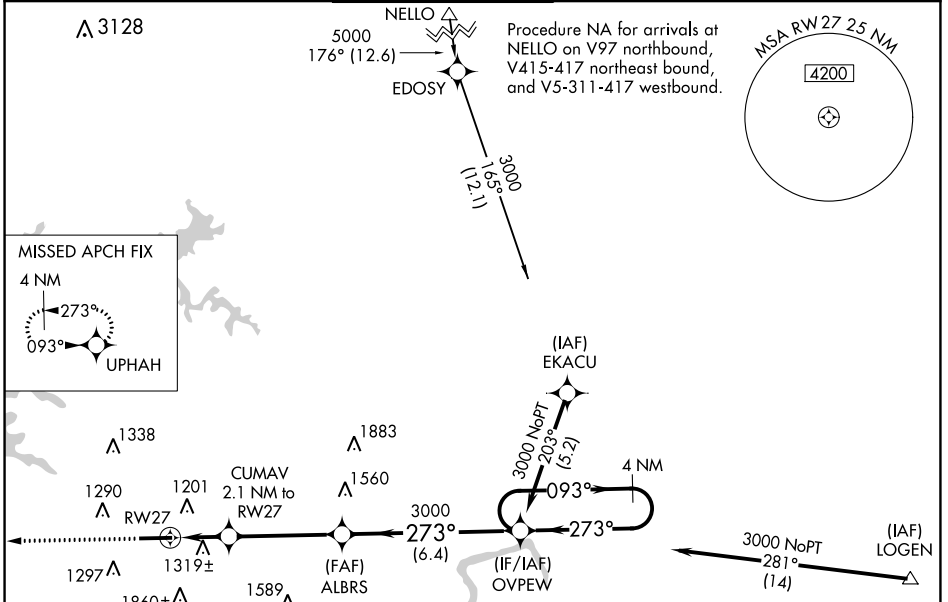 3128
NELLO
5000
176° (12.6)
EDOSY
Procedure NA for arrivals at
NELLO on V97 northbound,
V415-417 northeast bound,
and V5-311-417 westbound.
MSA RW27 25 NM
4200
3000
165°
(12.1)
MISSED APCH FIX
4 NM
273°
093°
UPHAH
(IAF)
EKACU
3000 NoPT
203°
(5.2)
4 NM
093°
273°
1338
1883
1290
1201
CUMAV
2.1 NM to
RW27
1560
RW27
3000
273°
(6.4)
1297
1319±
(FAF)
ALBRS
(IF/IAF)
OVPEW
3000 NoPT
281°
(14)
(IAF)
LOGEN
1860±
1589